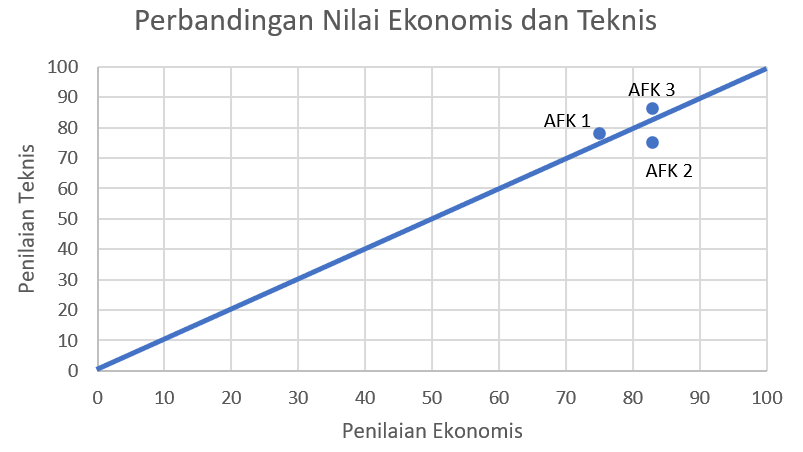 Perbandingan Nilai Ekonomis dan Teknis
100
90
80
70
60
50
40
30
20
10
0
Penilaian Teknis
AFK 3
AFK 1
AFK 2
0 10 20 30 40 50 60 70 80 90 100
Penilaian Ekonomis